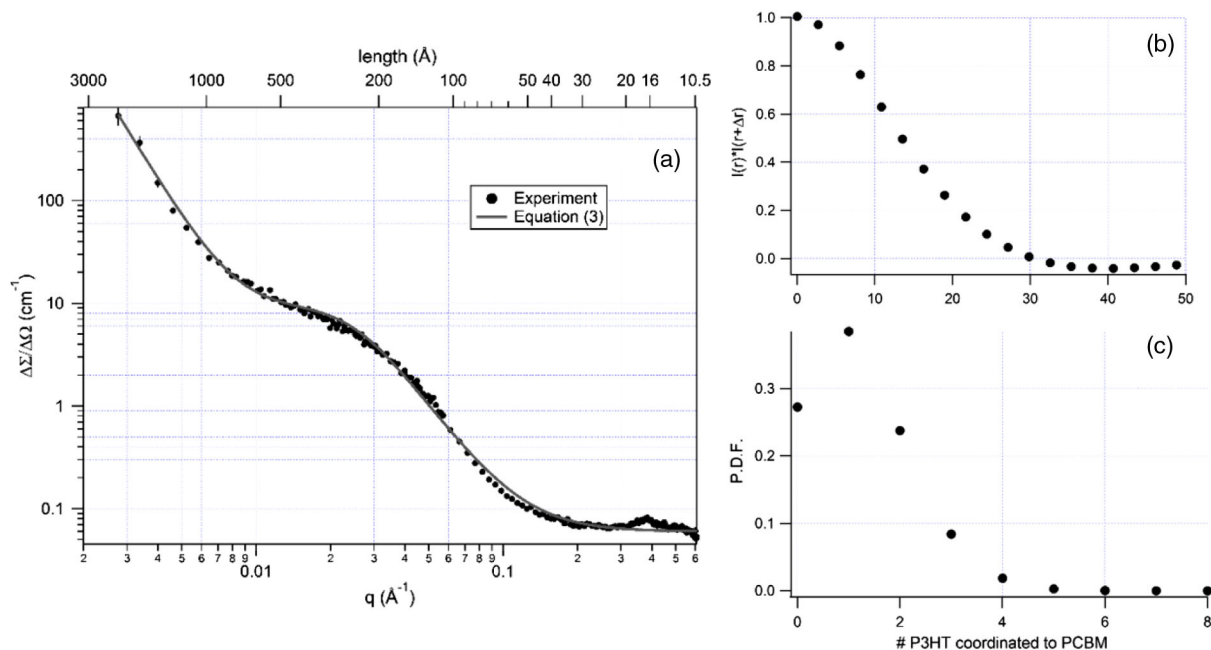 length (Å)
3000 1000 500 200 100 50 40 30 20 16 10.5
(a)
Experiment
Equation (3)
ΔΣ/ΔΩ (cm⁻¹)
100
10
1
0.1
2 3 4 5 6 7 8 9 2 3 4 5 6 7 8 9 2 3 4 5 6
0.01 0.1
q (Å⁻¹)
(b)
I(r)*I(r+Δr)
1.0
0.8
0.6
0.4
0.2
0.0
0 10 20 30 40 50
(c)
P.D.F.
0.3
0.2
0.1
0.0
0 2 4 6 8
# P3HT coordinated to PCBM